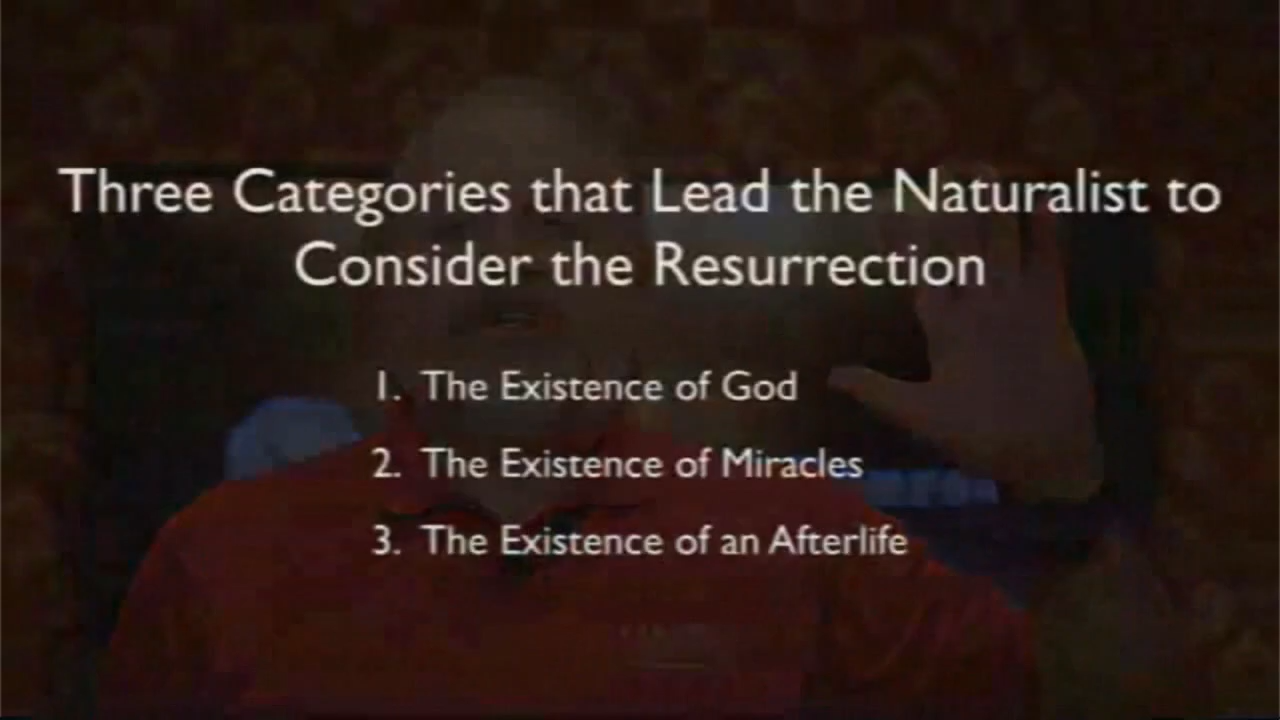 Three Categories that Lead the Naturalist to
Consider the Resurrection
1. The Existence of God
2. The Existence of Miracles
3. The Existence of an Afterlife